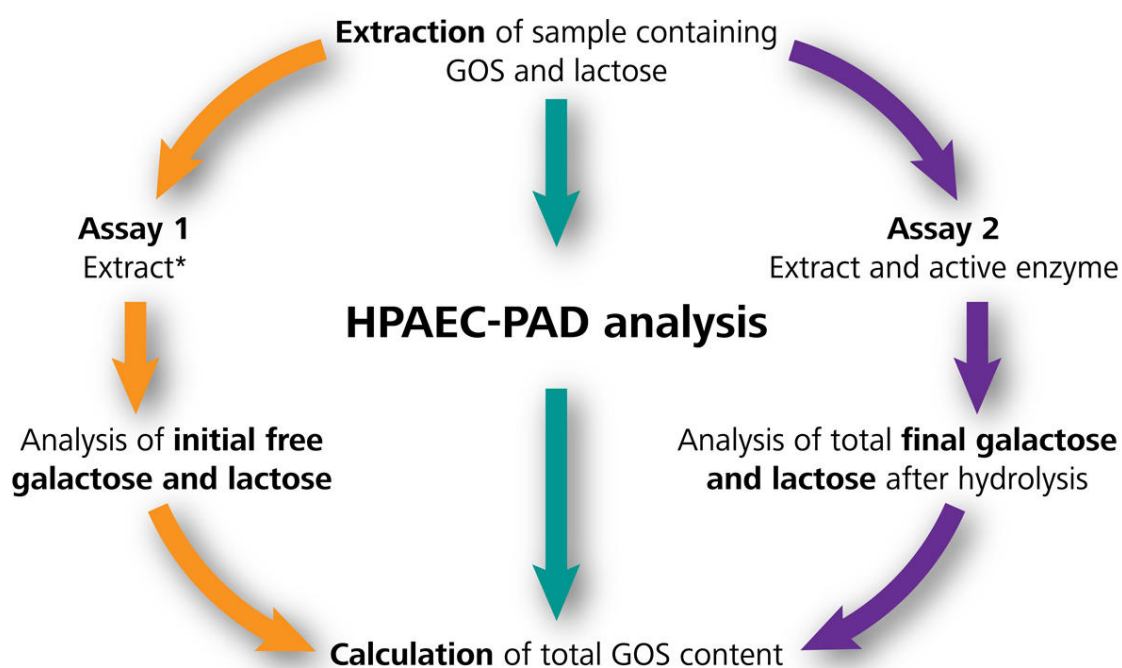 Extraction of sample containing
GOS and lactose
Assay 1
Extract*
Assay 2
Extract and active enzyme
HPAEC-PAD analysis
Analysis of initial free
galactose and lactose
Analysis of total final galactose
and lactose after hydrolysis
Calculation of total GOS content